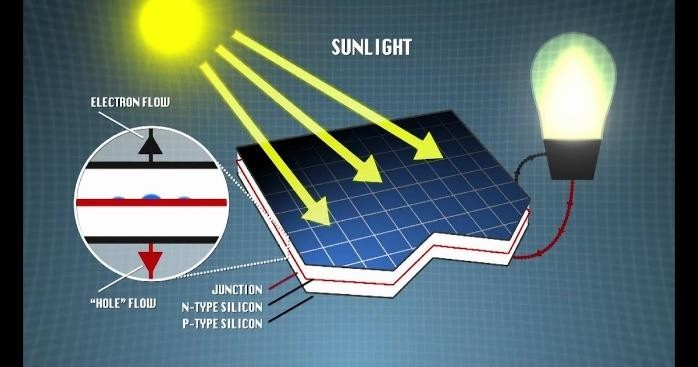 SUNLIGHT
ELECTRON FLOW
"HOLE" FLOW
JUNCTION
N-TYPE SILICON
P-TYPE SILICON